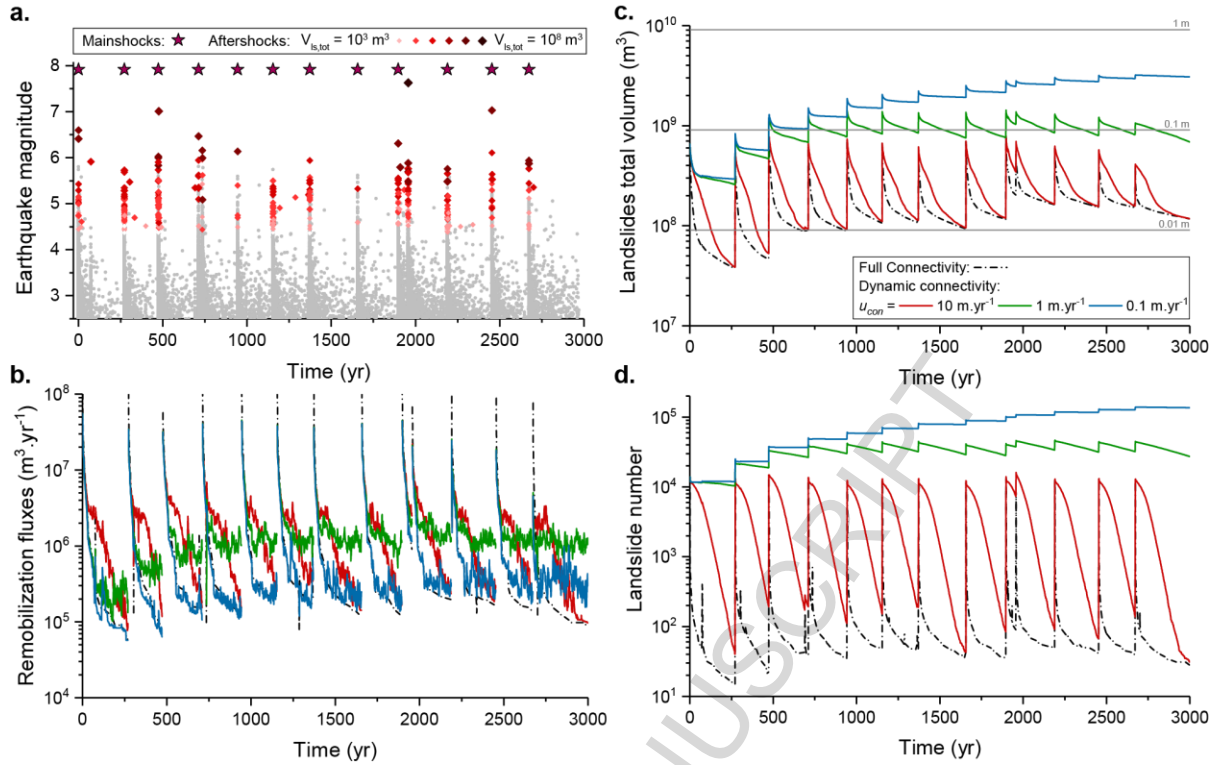 a.
Mainshocks: ★ Aftershocks: V_ls,tot = 10³ m³ V_ls,tot = 10⁸ m³
8
7
6
5
4
3
Earthquake magnitude
0 500 1000 1500 2000 2500 3000
Time (yr)
b.
10⁸
10⁷
10⁶
10⁵
10⁴
Remobilization fluxes (m³.yr⁻¹)
0 500 1000 1500 2000 2500 3000
Time (yr)
c.
10¹⁰
10⁹
10⁸
10⁷
Landslides total volume (m³)
1 m
0.1 m
0.01 m
Full Connectivity:
Dynamic connectivity:
u_con = 10 m.yr⁻¹ 1 m.yr⁻¹ 0.1 m.yr⁻¹
0 500 1000 1500 2000 2500 3000
Time (yr)
d.
10⁵
10⁴
10³
10²
10¹
Landslide number
0 500 1000 1500 2000 2500 3000
Time (yr)
USCRIPT